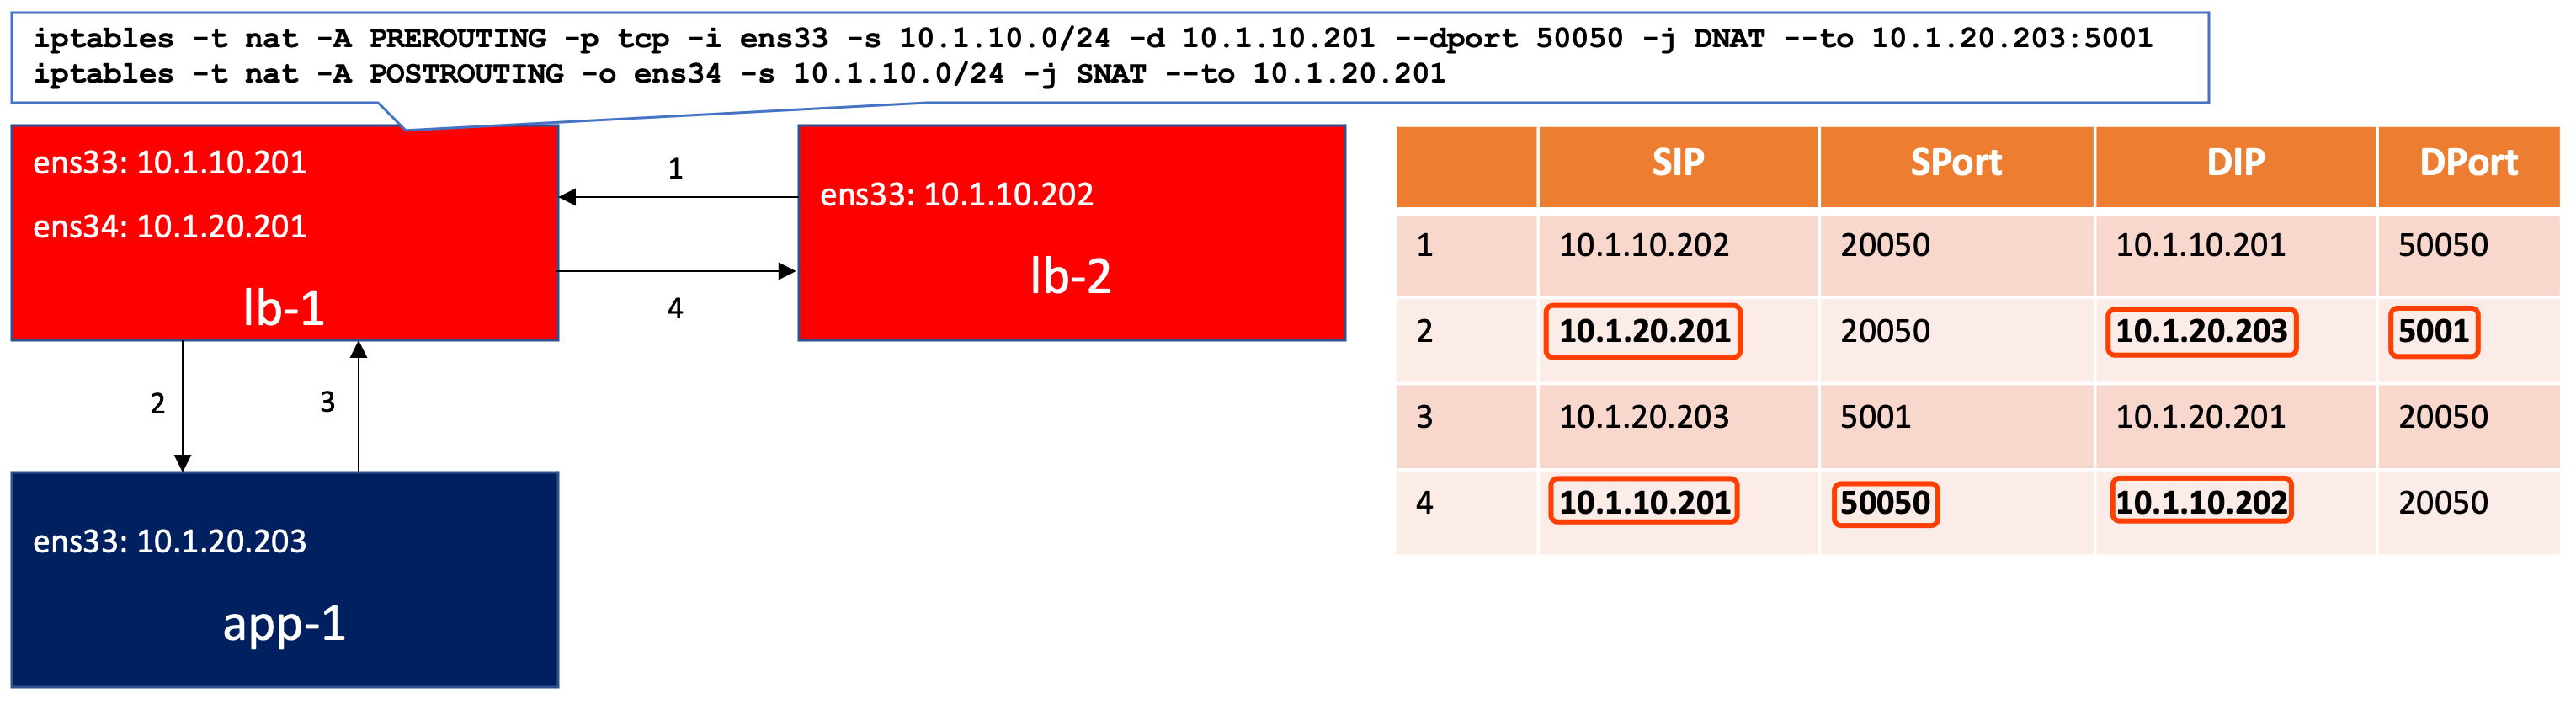 iptables -t nat -A PREROUTING -p tcp -i ens33 -s 10.1.10.0/24 -d 10.1.10.201 --dport 50050 -j DNAT --to 10.1.20.203:5001
iptables -t nat -A POSTROUTING -o ens34 -s 10.1.10.0/24 -j SNAT --to 10.1.20.201
ens33: 10.1.10.201
ens34: 10.1.20.201
lb-1
1
4
ens33: 10.1.10.202
lb-2
2
3
ens33: 10.1.20.203
app-1
SIP SPort DIP DPort
1 10.1.10.202 20050 10.1.10.201 50050
2 10.1.20.201 20050 10.1.20.203 5001
3 10.1.20.203 5001 10.1.20.201 20050
4 10.1.10.201 50050 10.1.10.202 20050